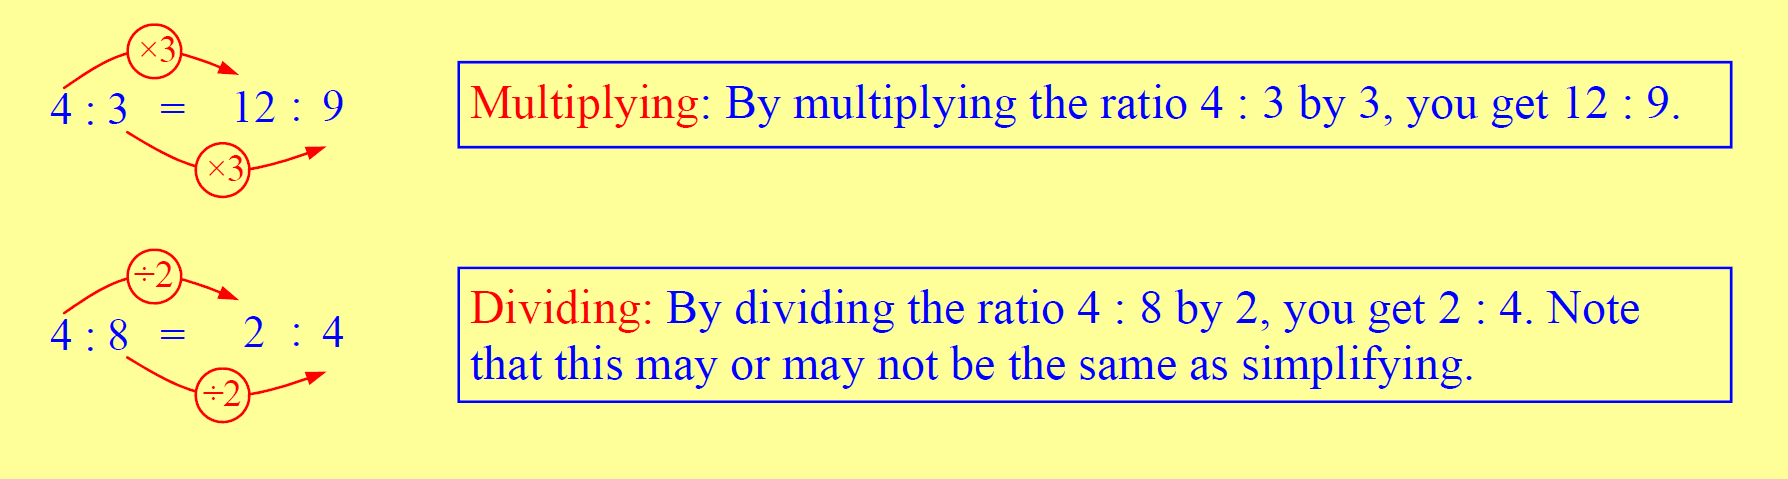 ×3
4 : 3 = 12 : 9
×3
Multiplying: By multiplying the ratio 4 : 3 by 3, you get 12 : 9.
÷2
4 : 8 = 2 : 4
÷2
Dividing: By dividing the ratio 4 : 8 by 2, you get 2 : 4. Note
that this may or may not be the same as simplifying.